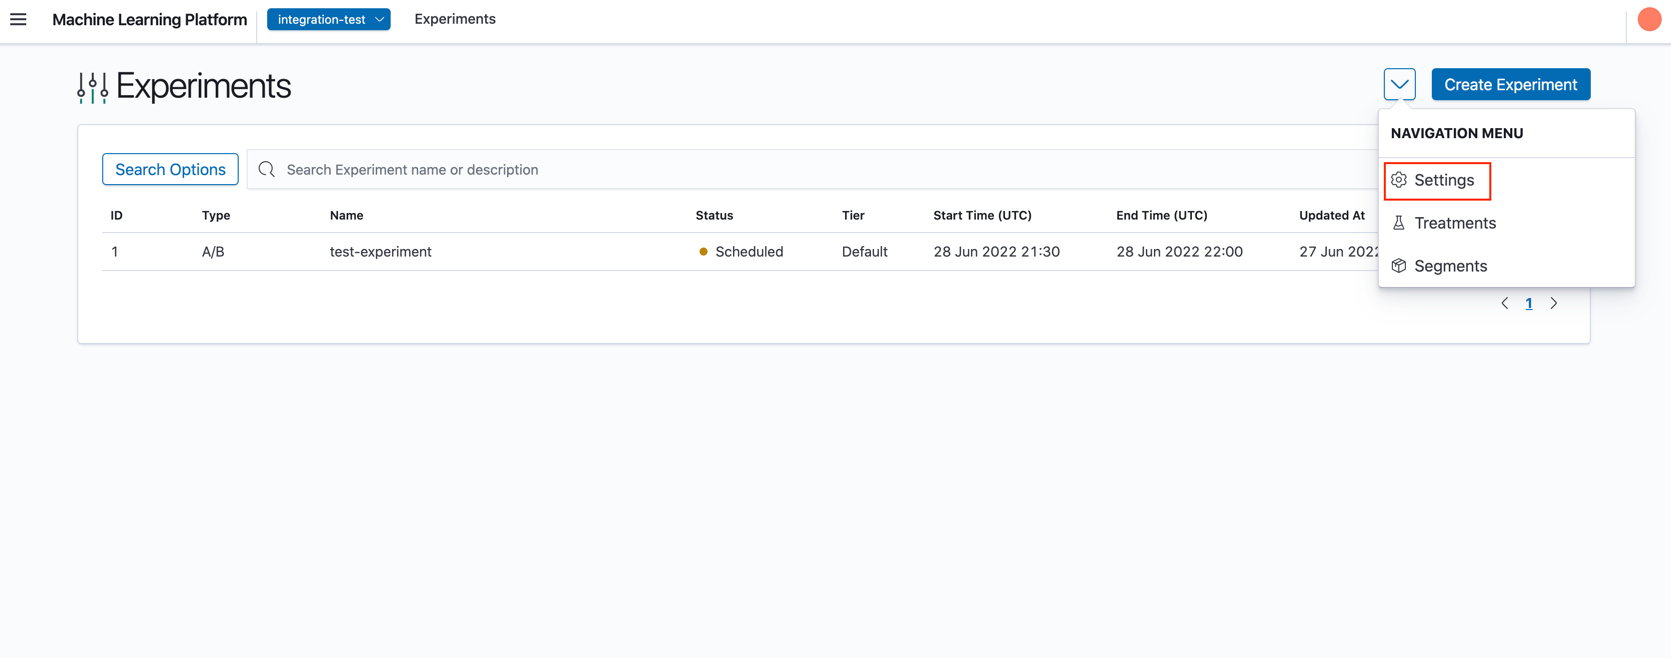 Machine Learning Platform integration-test Experiments
Experiments
Create Experiment
NAVIGATION MENU
Settings
Treatments
Segments
Search Options Search Experiment name or description
ID Type Name Status Tier Start Time (UTC) End Time (UTC) Updated At
1 A/B test-experiment Scheduled Default 28 Jun 2022 21:30 28 Jun 2022 22:00 27 Jun 2022
1